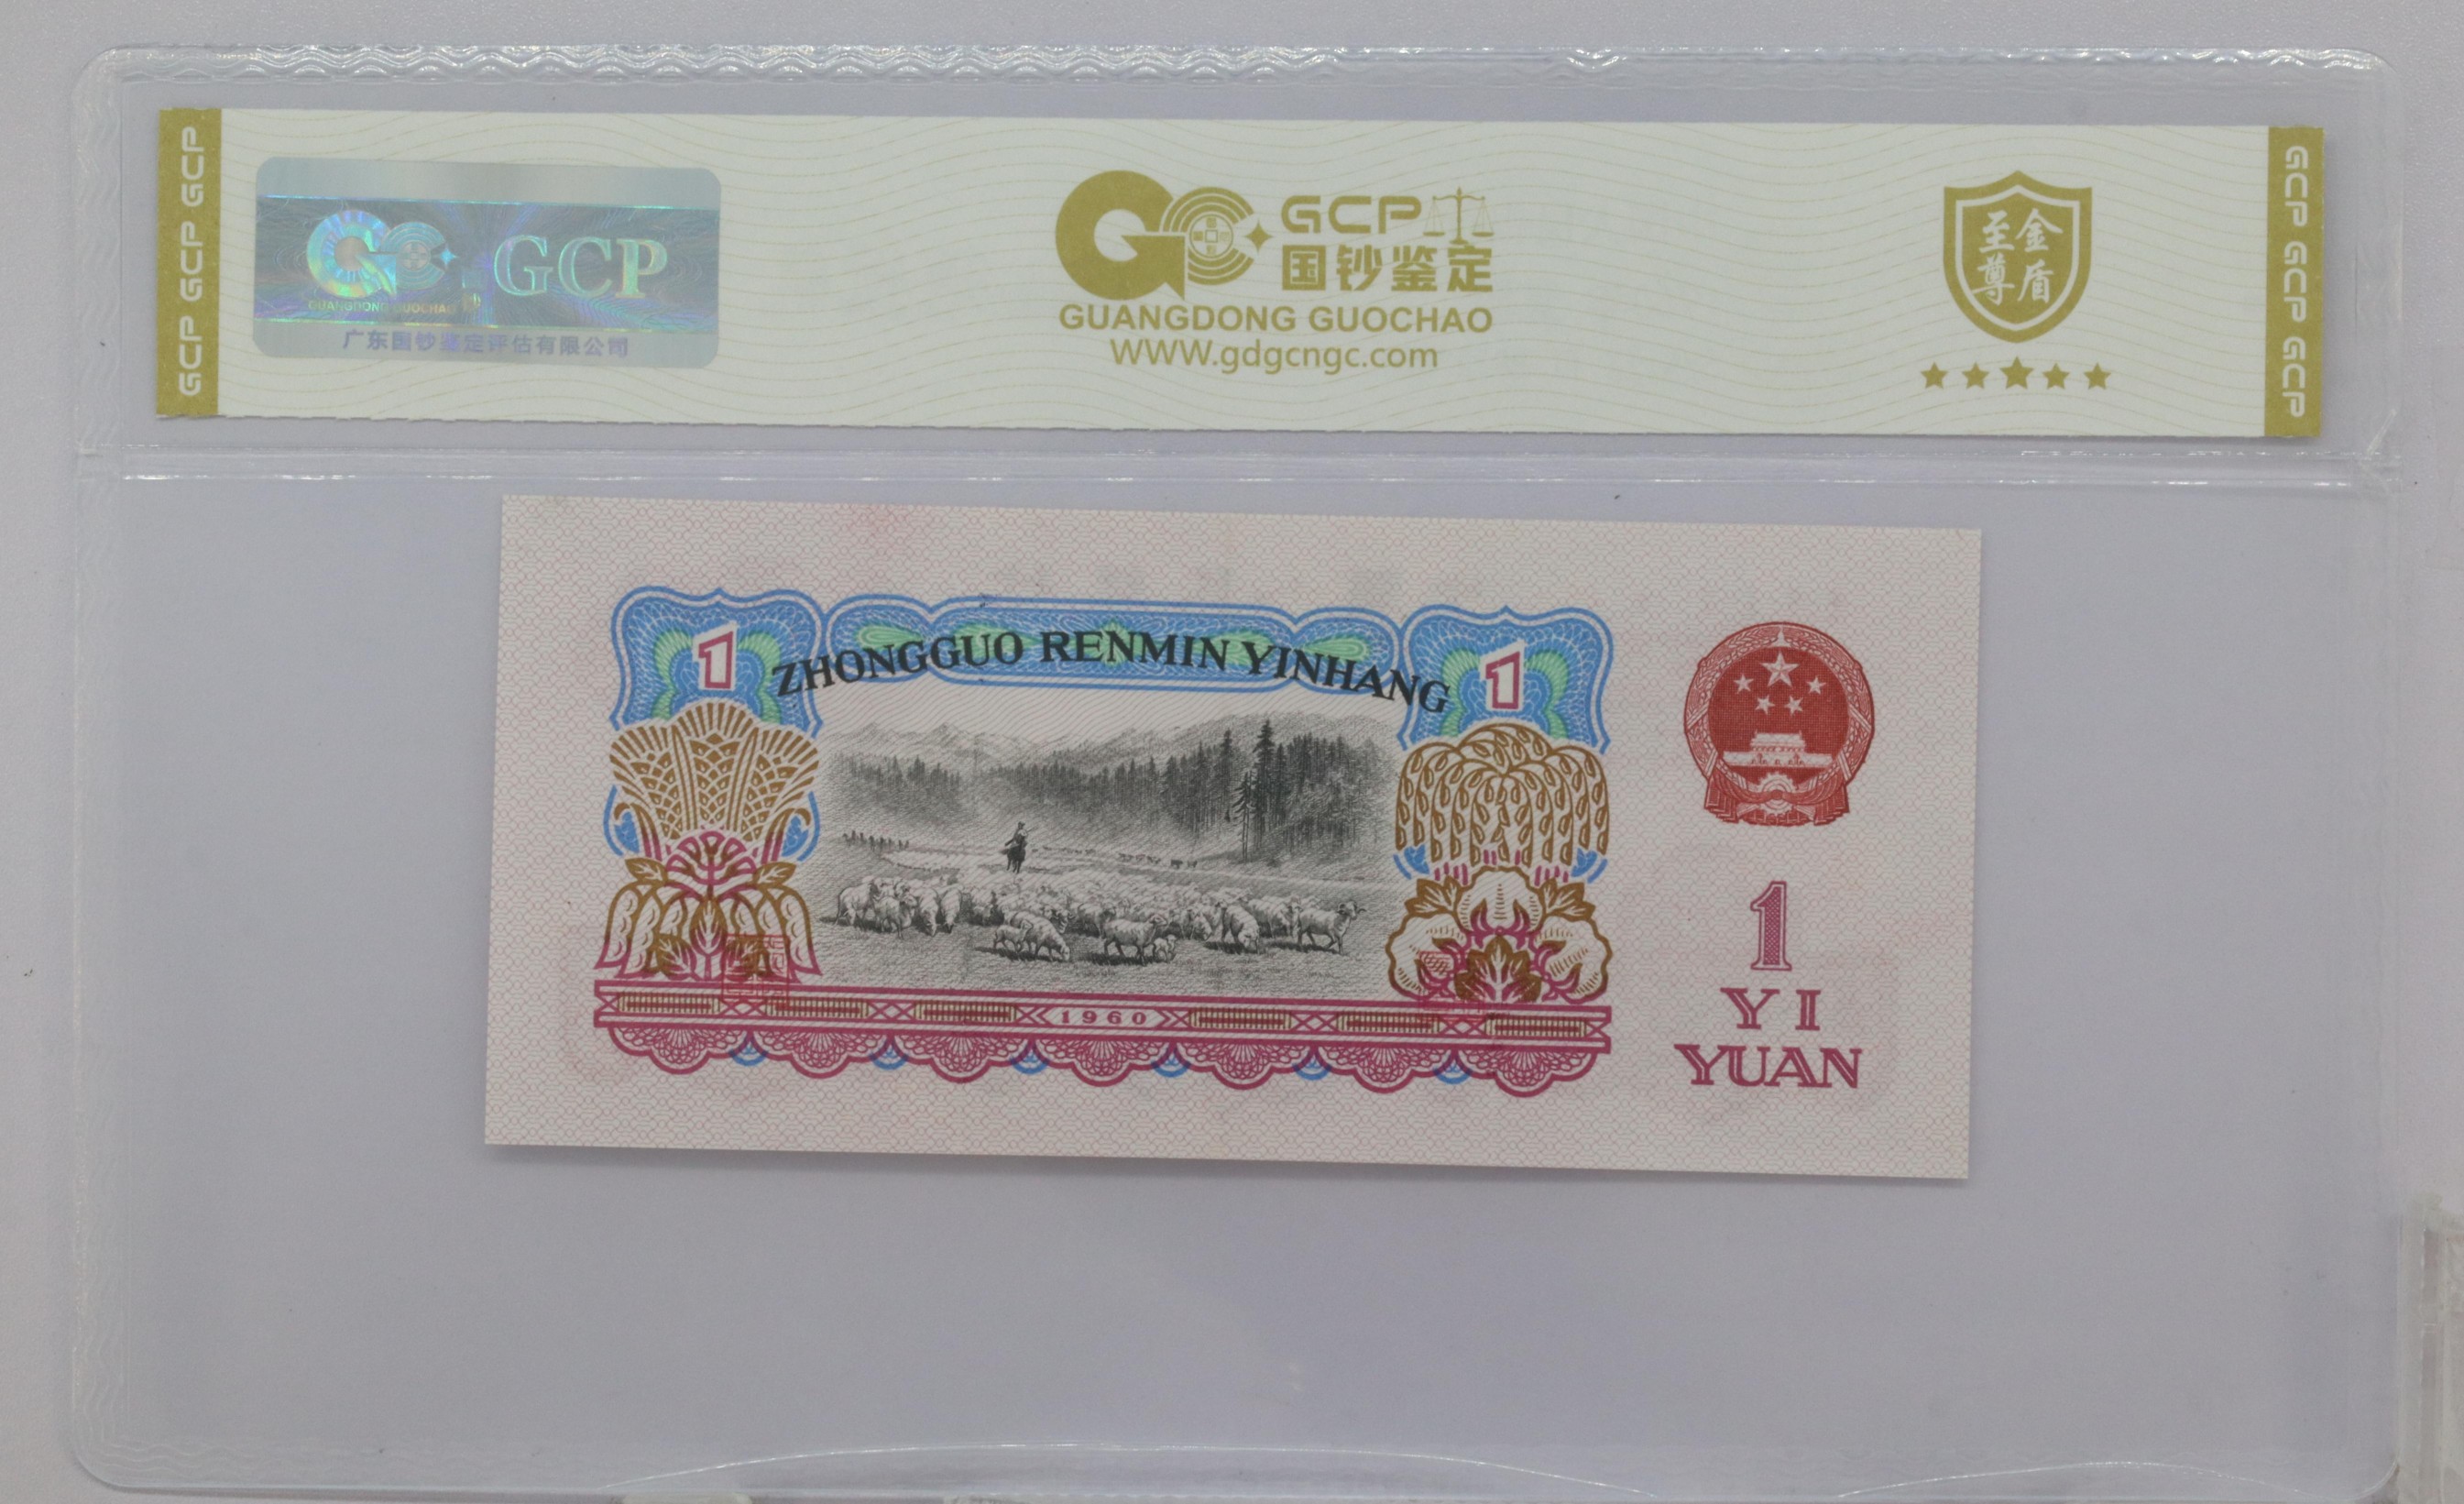 GCP GCP GCP
GCP
GUANGDONG GUOCHAO
广东国钞鉴定评估有限公司
GCP
国钞鉴定
GUANGDONG GUOCHAO
WWW.gdgcngc.com
至金
尊盾
GCP GCP GCP
ZHONGGUO RENMIN YINHANG
1
1
1960
1
YI
YUAN